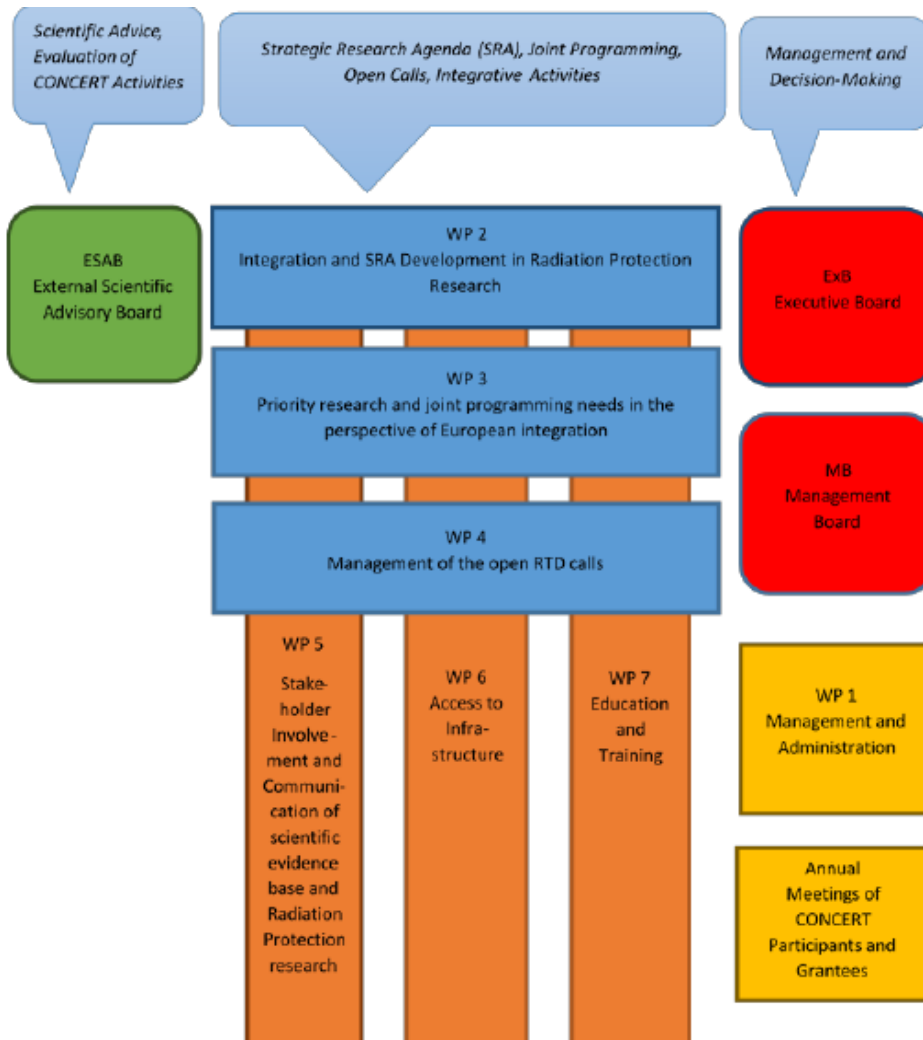 Scientific Advice,
Evaluation of
CONCERT Activities
Strategic Research Agenda (SRA), Joint Programming,
Open Calls, Integrative Activities
Management and
Decision-Making
ESAB
External Scientific
Advisory Board
WP 2
Integration and SRA Development in Radiation Protection
Research
ExB
Executive Board
WP 3
Priority research and joint programming needs in the
perspective of European integration
MB
Management
Board
WP 4
Management of the open RTD calls
WP 5
Stake-
holder
Involve-
ment and
Communi-
cation of
scientific
evidence
base and
Radiation
Protection
research
WP 6
Access to
Infra-
structure
WP 7
Education
and
Training
WP 1
Management and
Administration
Annual
Meetings of
CONCERT
Participants and
Grantees